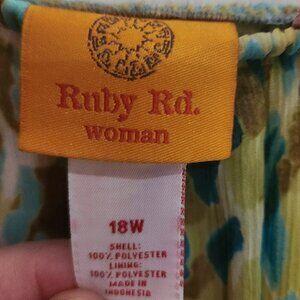 Ruby Rd.
woman
18W
SHELL:
100% POLYESTER
LINING:
100% POLYESTER
MADE IN
INDONESIA